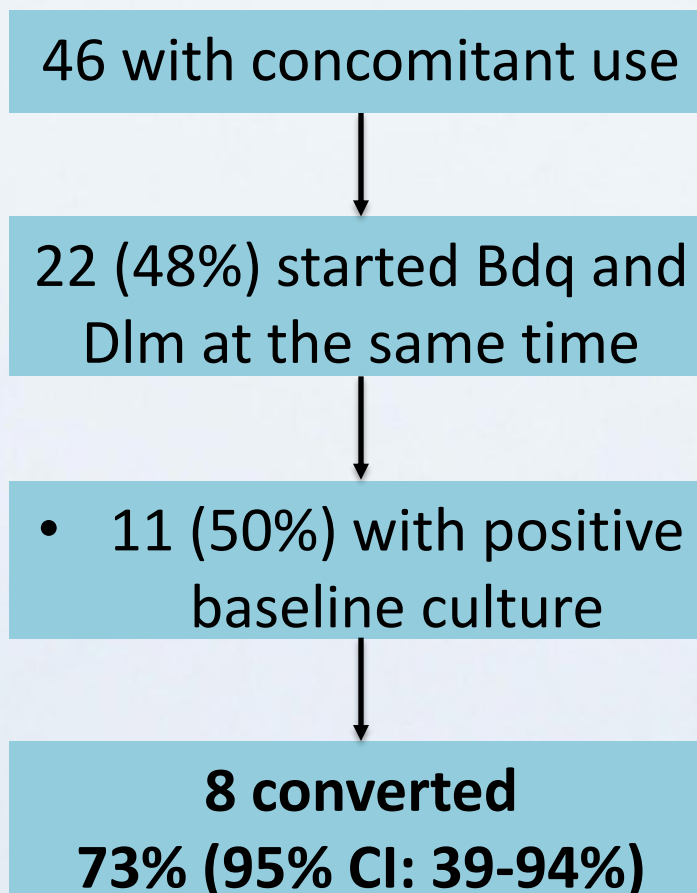 46 with concomitant use
22 (48%) started Bdq and
Dlm at the same time
• 11 (50%) with positive
baseline culture
8 converted
73% (95% CI: 39-94%)